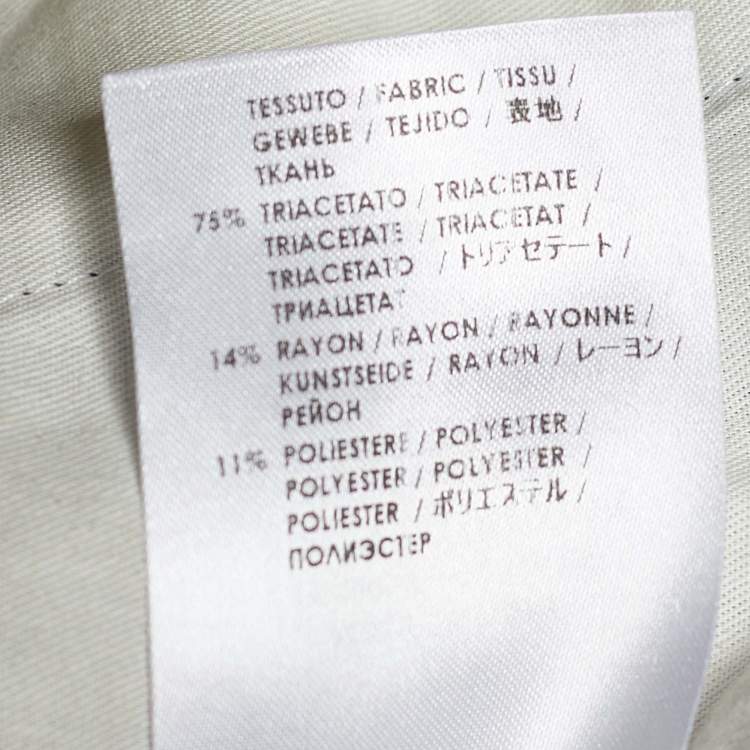 TESSUTO / FABRIC / TISSU /
GEWEBE / TEJIDO / 表地 /
ТКАНЬ
75% TRIACETATO / TRIACETATE /
TRIACETATE / TRIACETAT /
TRIACETATO / トリアセテート /
ТРИАЦЕТАТ
14% RAYON / RAYON / RAYONNE /
KUNSTSEIDE / RAYON / レーヨン /
РЕЙОН
11% POLIESTERE / POLYESTER /
POLYESTER / POLYESTER /
POLIESTER / ポリエステル /
ПОЛИЭСТЕР